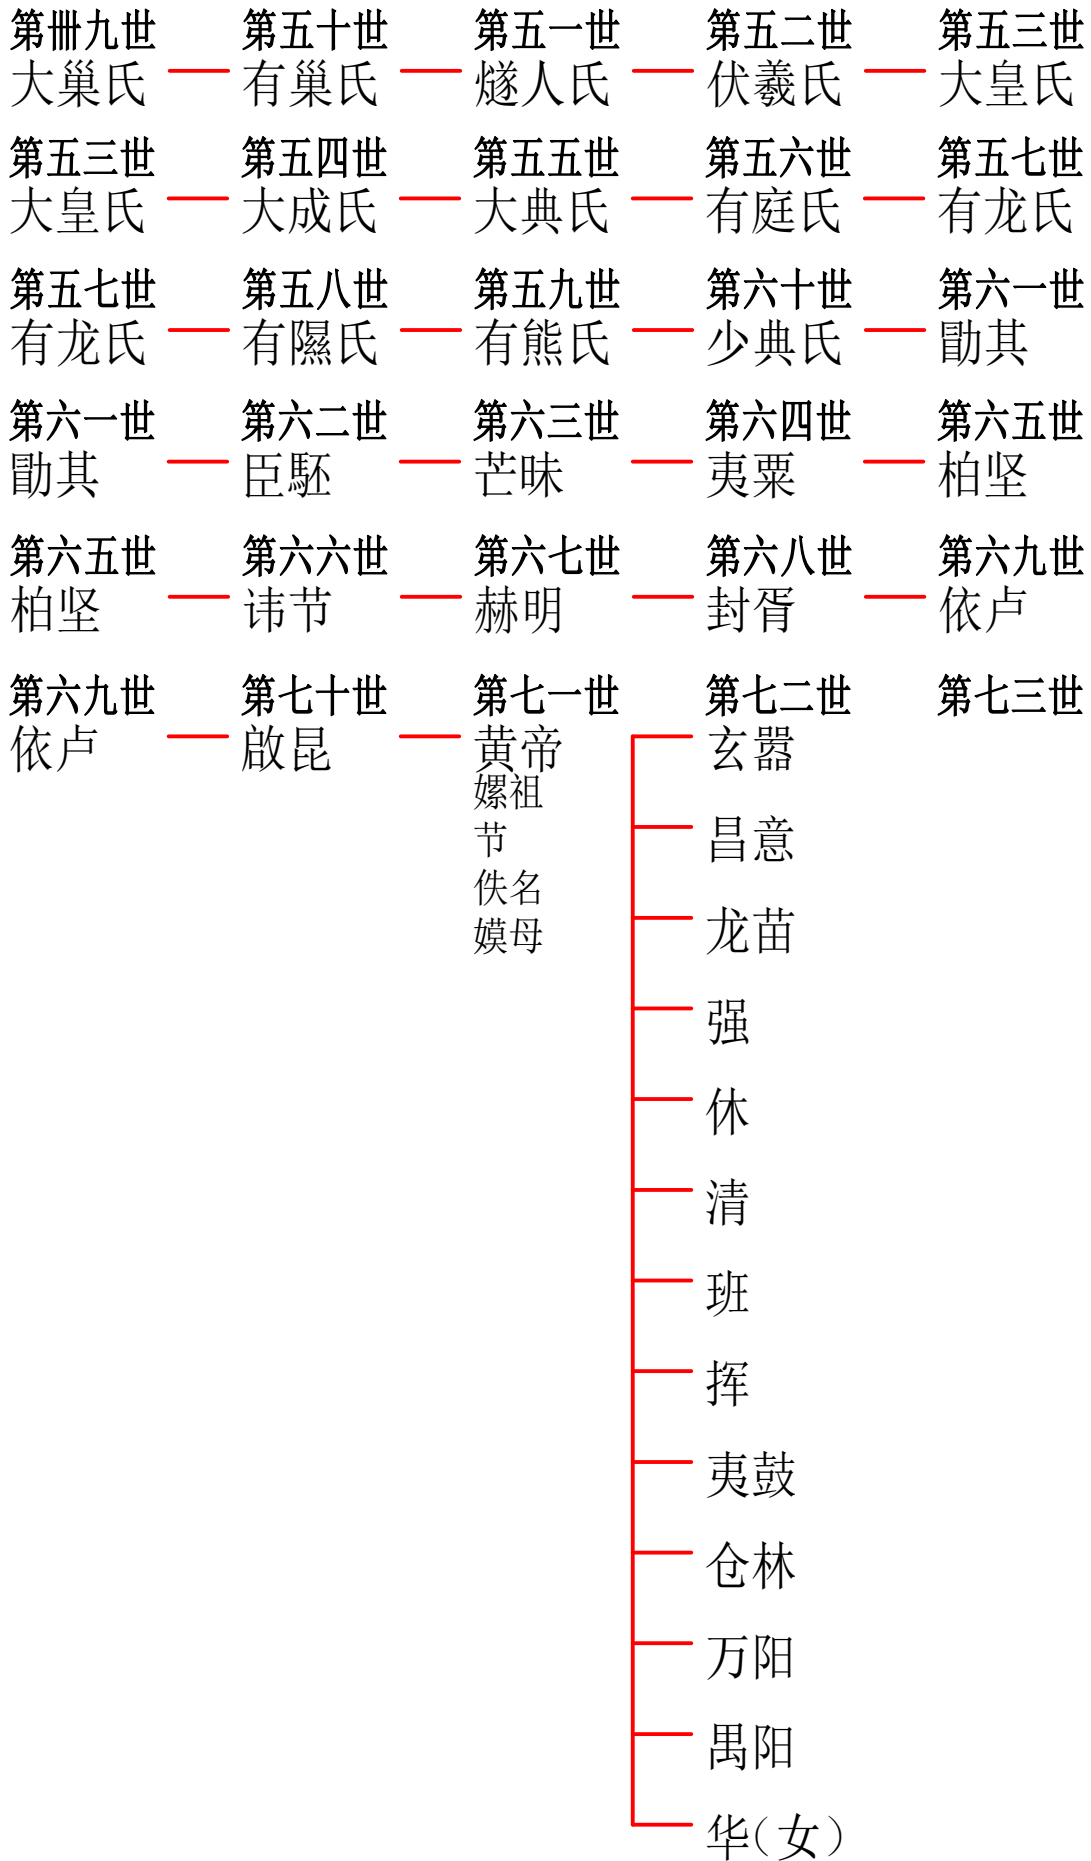 第卌九世 第五十世 第五一世 第五二世 第五三世
大巢氏 有巢氏 燧人氏 伏羲氏 大皇氏
第五三世 第五四世 第五五世 第五六世 第五七世
大皇氏 大成氏 大典氏 有庭氏 有龙氏
第五七世 第五八世 第五九世 第六十世 第六一世
有龙氏 有隰氏 有熊氏 少典氏 勖其
第六一世 第六二世 第六三世 第六四世 第六五世
勖其 臣駓 芒昧 夷粟 柏坚
第六五世 第六六世 第六七世 第六八世 第六九世
柏坚 讳节 赫明 封胥 依卢
第六九世 第七十世 第七一世 第七二世 第七三世
依卢 啟昆 黄帝 玄嚣
嫘祖
节
佚名
嫫母
昌意
龙苗
强
休
清
班
挥
夷鼓
仓林
万阳
禺阳
华(女)